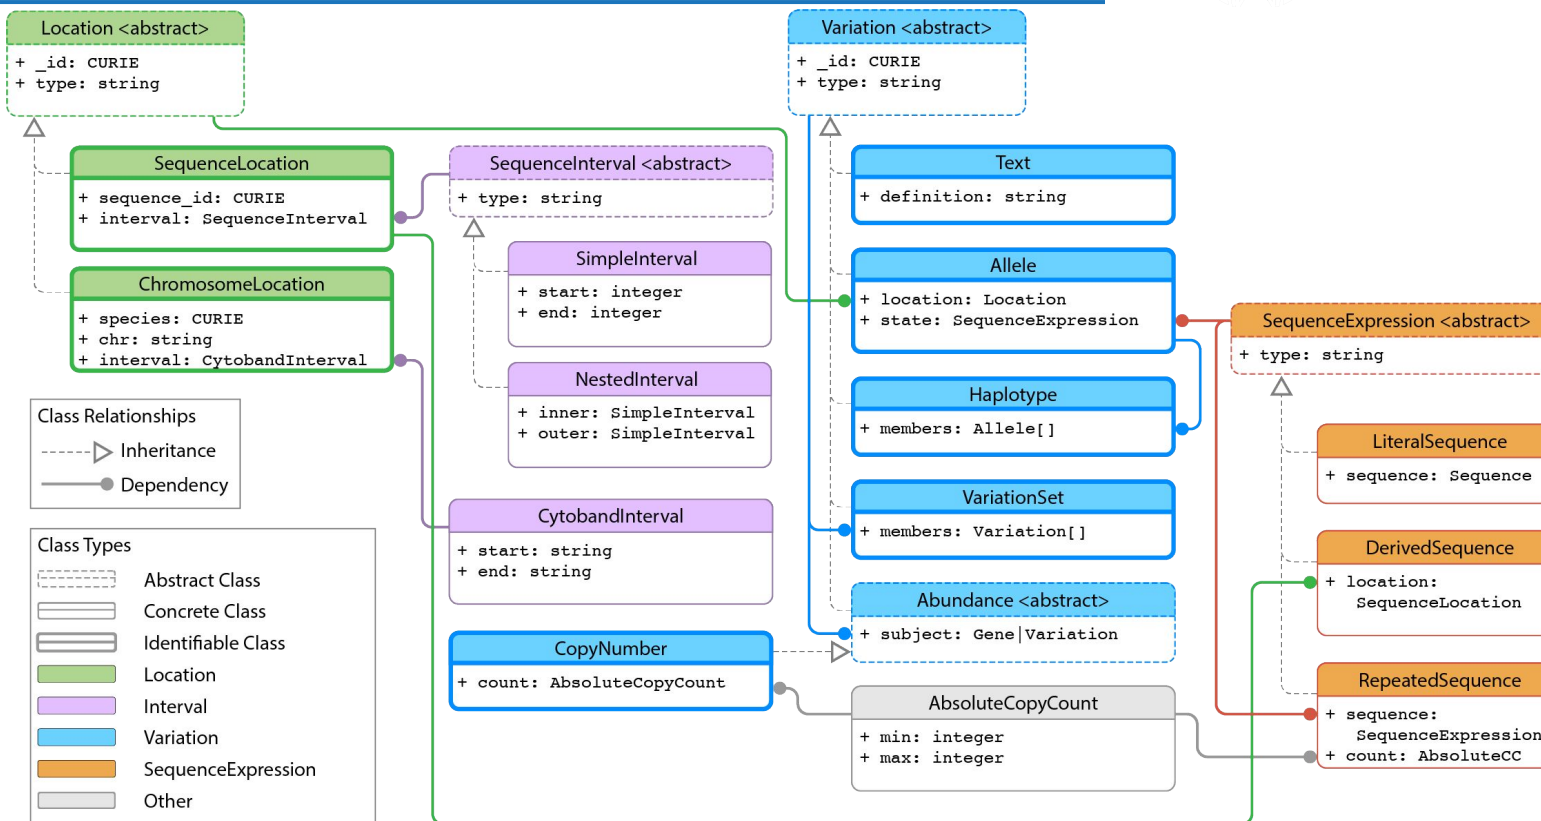 Location <abstract>
+ _id: CURIE
+ type: string
Variation <abstract>
+ _id: CURIE
+ type: string
SequenceLocation
+ sequence_id: CURIE
+ interval: SequenceInterval
SequenceInterval <abstract>
+ type: string
Text
+ definition: string
SimpleInterval
+ start: integer
+ end: integer
Allele
+ location: Location
+ state: SequenceExpression
ChromosomeLocation
+ species: CURIE
+ chr: string
+ interval: CytobandInterval
SequenceExpression <abstract>
+ type: string
NestedInterval
+ inner: SimpleInterval
+ outer: SimpleInterval
Haplotype
+ members: Allele[]
Class Relationships
Inheritance
Dependency
LiteralSequence
+ sequence: Sequence
CytobandInterval
+ start: string
+ end: string
VariationSet
+ members: Variation[]
DerivedSequence
+ location:
SequenceLocation
Class Types
Abstract Class
Concrete Class
Identifiable Class
Location
Interval
Variation
SequenceExpression
Other
Abundance <abstract>
+ subject: Gene|Variation
CopyNumber
+ count: AbsoluteCopyCount
AbsoluteCopyCount
+ min: integer
+ max: integer
RepeatedSequence
+ sequence:
SequenceExpression
+ count: AbsoluteCC